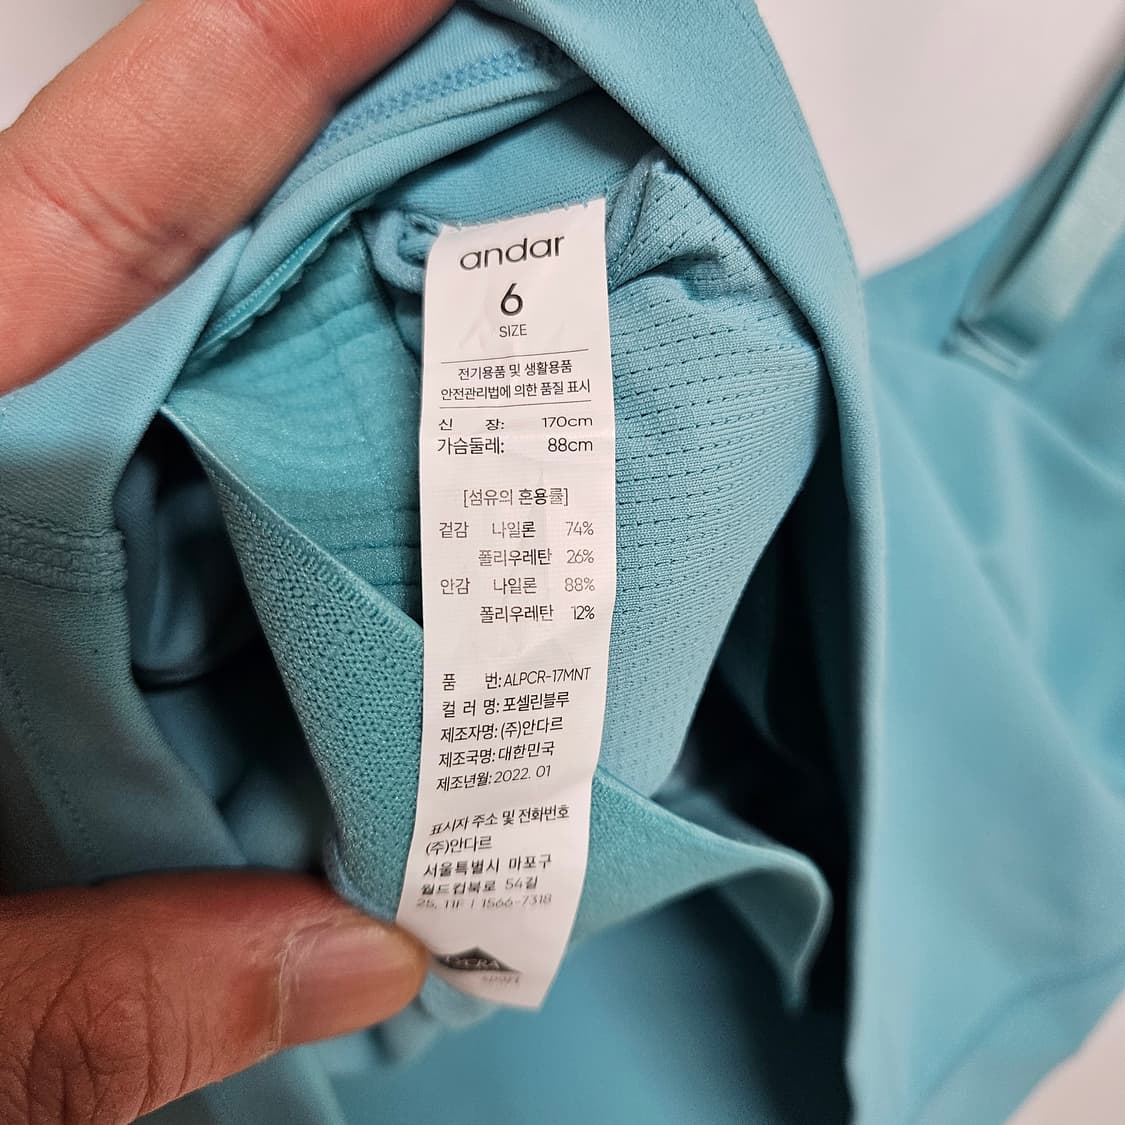 andar
6
SIZE
전기용품 및 생활용품
안전관리법에 의한 품질 표시
신 장: 170cm
가슴둘레: 88cm
[섬유의 혼용률]
겉감 나일론 74%
폴리우레탄 26%
안감 나일론 88%
폴리우레탄 12%
품 번: ALPCR-17MNT
컬 러 명: 포셀린블루
제조자명: (주)안다르
제조국명: 대한민국
제조년월: 2022. 01
표시자 주소 및 전화번호
(주)안다르
서울특별시 마포구
월드컵북로 54길
25, 11F / 1566-7318